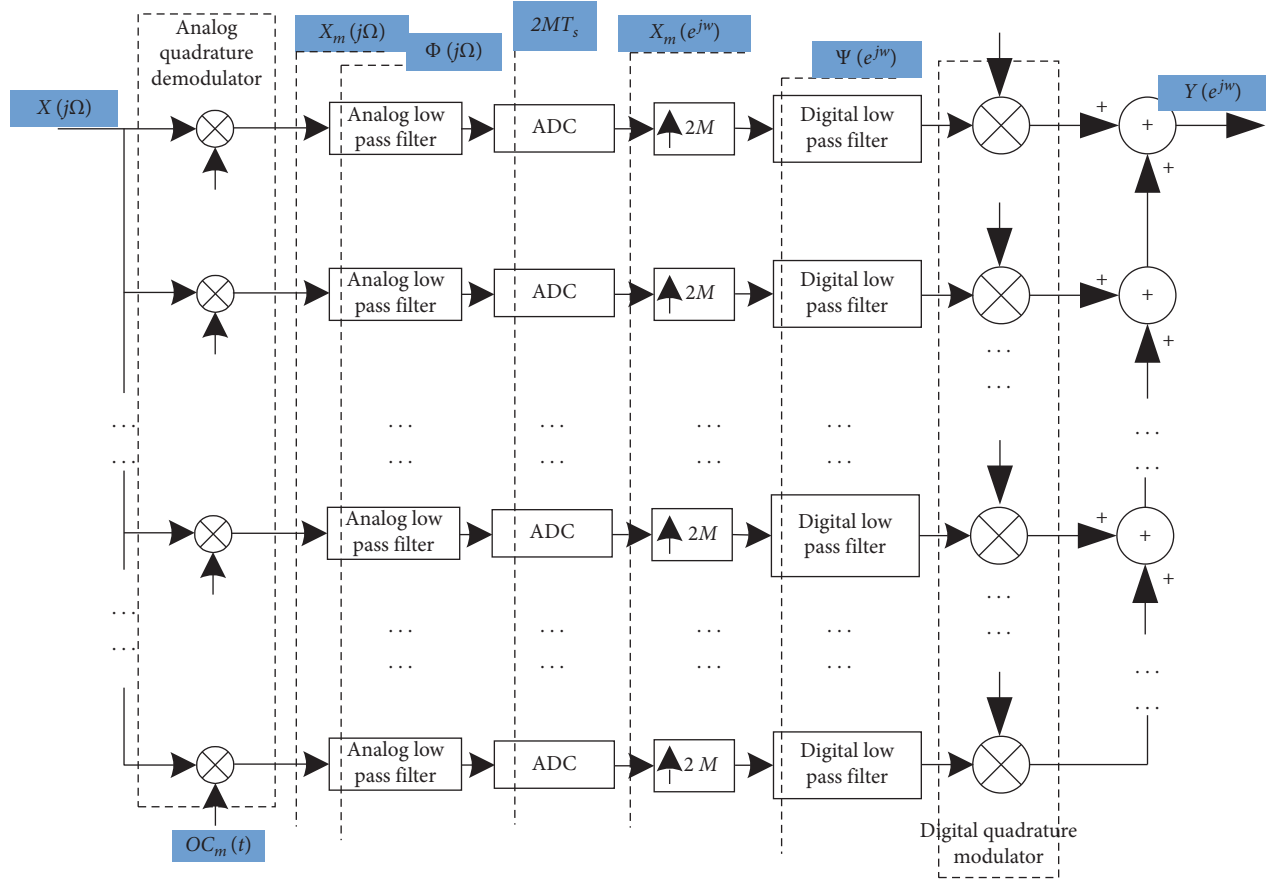 Analog
quadrature
demodulator
X_m(jΩ)
Φ(jΩ)
2MT_s
X_m(e^{jw})
Ψ(e^{jw})
X(jΩ)
Y(e^{jw})
Analog low
pass filter
ADC
2M
Digital low
pass filter
+
+
+
Analog low
pass filter
ADC
2M
Digital low
pass filter
+
+
+
... ... ... ... ... ... ...
... ... ... ... ... ... ...
Analog low
pass filter
ADC
2M
Digital low
pass filter
+
+
+
... ... ... ... ... ... ...
... ... ... ... ... ... ...
Analog low
pass filter
ADC
2 M
Digital low
pass filter
OC_m(t)
Digital quadrature
modulator